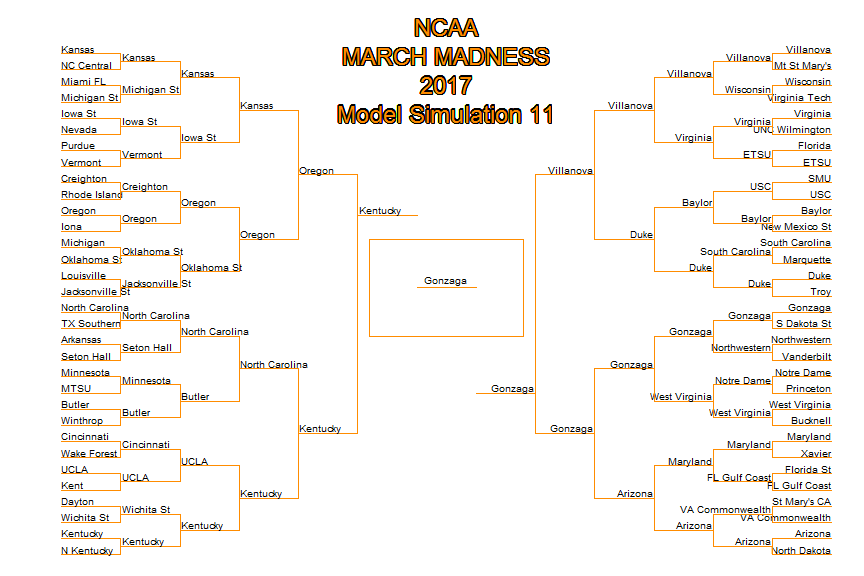 NCAA
MARCH MADNESS
2017
Model Simulation 11
Kansas
NC Central
Miami FL
Michigan St
Iowa St
Nevada
Purdue
Vermont
Creighton
Rhode Island
Oregon
Iona
Michigan
Oklahoma St
Louisville
Jacksonville St
North Carolina
TX Southern
Arkansas
Seton Hall
Minnesota
MTSU
Butler
Winthrop
Cincinnati
Wake Forest
UCLA
Kent
Dayton
Wichita St
Kentucky
N Kentucky
Kansas
Michigan St
Iowa St
Vermont
Creighton
Oregon
Oklahoma St
Jacksonville St
North Carolina
Seton Hall
Minnesota
Butler
Cincinnati
UCLA
Wichita St
Kentucky
Kansas
Iowa St
Oregon
Oklahoma St
North Carolina
Butler
UCLA
Kentucky
Kansas
Oregon
North Carolina
Kentucky
Oregon
Kentucky
Kentucky
Gonzaga
Gonzaga
Villanova
Gonzaga
Villanova
Duke
Gonzaga
Arizona
Villanova
Virginia
Baylor
Duke
Gonzaga
West Virginia
Maryland
Arizona
Villanova
Wisconsin
Virginia
ETSU
USC
Baylor
South Carolina
Duke
Gonzaga
Northwestern
Notre Dame
West Virginia
Maryland
FL Gulf Coast
VA Commonwealth
Arizona
Villanova
Mt St Mary's
Wisconsin
Virginia Tech
Virginia
UNC Wilmington
Florida
ETSU
SMU
USC
Baylor
New Mexico St
South Carolina
Marquette
Duke
Troy
Gonzaga
S Dakota St
Northwestern
Vanderbilt
Notre Dame
Princeton
West Virginia
Bucknell
Maryland
Xavier
Florida St
FL Gulf Coast
St Mary's CA
VA Commonwealth
Arizona
North Dakota